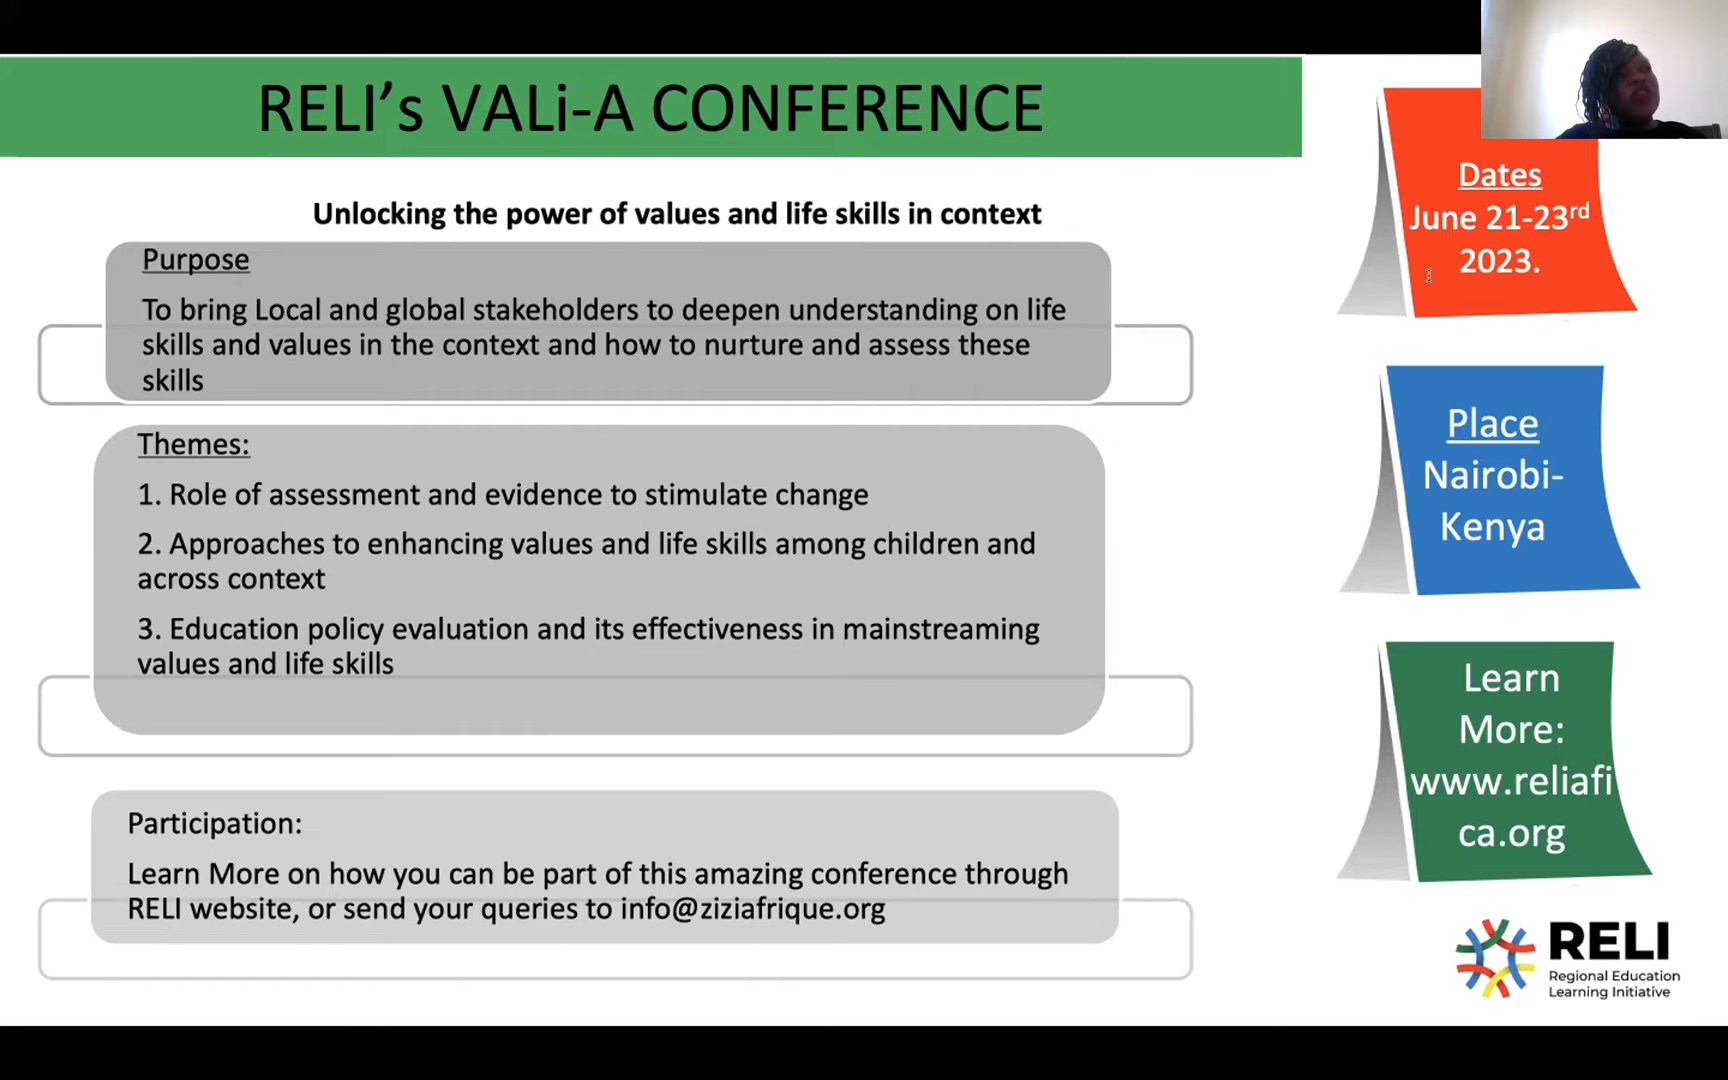 RELI’s VALi-A CONFERENCE
Unlocking the power of values and life skills in context
Purpose
To bring Local and global stakeholders to deepen understanding on life
skills and values in the context and how to nurture and assess these
skills
Themes:
1. Role of assessment and evidence to stimulate change
2. Approaches to enhancing values and life skills among children and
across context
3. Education policy evaluation and its effectiveness in mainstreaming
values and life skills
Participation:
Learn More on how you can be part of this amazing conference through
RELI website, or send your queries to info@ziziafrique.org
Dates
June 21-23rd
2023.
Place
Nairobi-
Kenya
Learn
More:
www.reliafi
ca.org
RELI
Regional Education
Learning Initiative